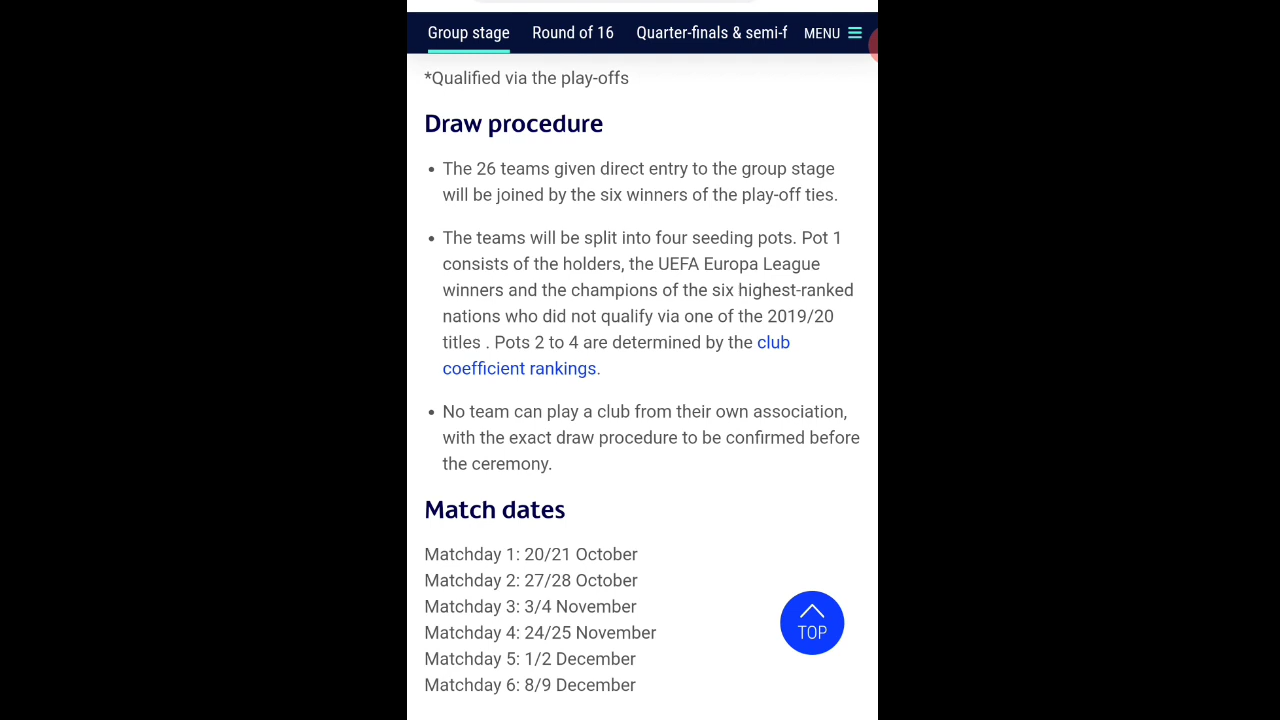 Group stage Round of 16 Quarter-finals & semi-f MENU
*Qualified via the play-offs
Draw procedure
• The 26 teams given direct entry to the group stage
will be joined by the six winners of the play-off ties.
• The teams will be split into four seeding pots. Pot 1
consists of the holders, the UEFA Europa League
winners and the champions of the six highest-ranked
nations who did not qualify via one of the 2019/20
titles . Pots 2 to 4 are determined by the club
coefficient rankings.
• No team can play a club from their own association,
with the exact draw procedure to be confirmed before
the ceremony.
Match dates
Matchday 1: 20/21 October
Matchday 2: 27/28 October
Matchday 3: 3/4 November
Matchday 4: 24/25 November
Matchday 5: 1/2 December
Matchday 6: 8/9 December
TOP